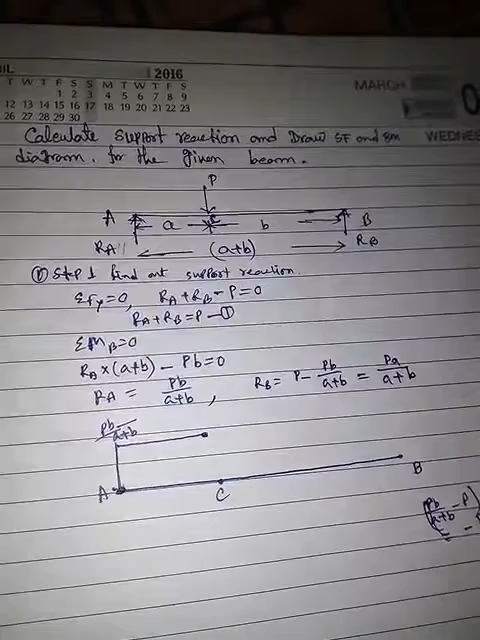 IL 2016
T W T F S S M T W T F S
1 2 3 4 5 6 7 8 9
12 13 14 15 16 17 18 19 20 21 22 23
26 27 28 29 30
MARCH
0
WEDNES
Calculate support reaction and Draw SF and BM
diagram. for the given beam.
P
A a C b B
RA (a+b) RB
① Step 1 find out support reaction.
Σfy=0, RA+RB-P=0
RA+RB=P-①
ΣMB=0
RA×(a+b) - Pb=0
RA = Pb/a+b , RB= P- Pb/a+b = Pa/a+b
Pb/a+b
A C B
(Pb/a+b - P)